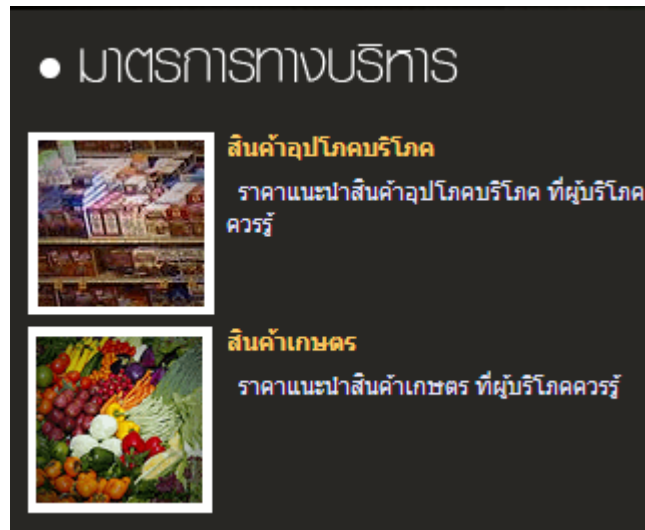 • มาตรการทางบริหาร
สินค้าอุปโภคบริโภค
ราคาแนะนำสินค้าอุปโภคบริโภค ที่ผู้บริโภค
ควรรู้
สินค้าเกษตร
ราคาแนะนำสินค้าเกษตร ที่ผู้บริโภคควรรู้